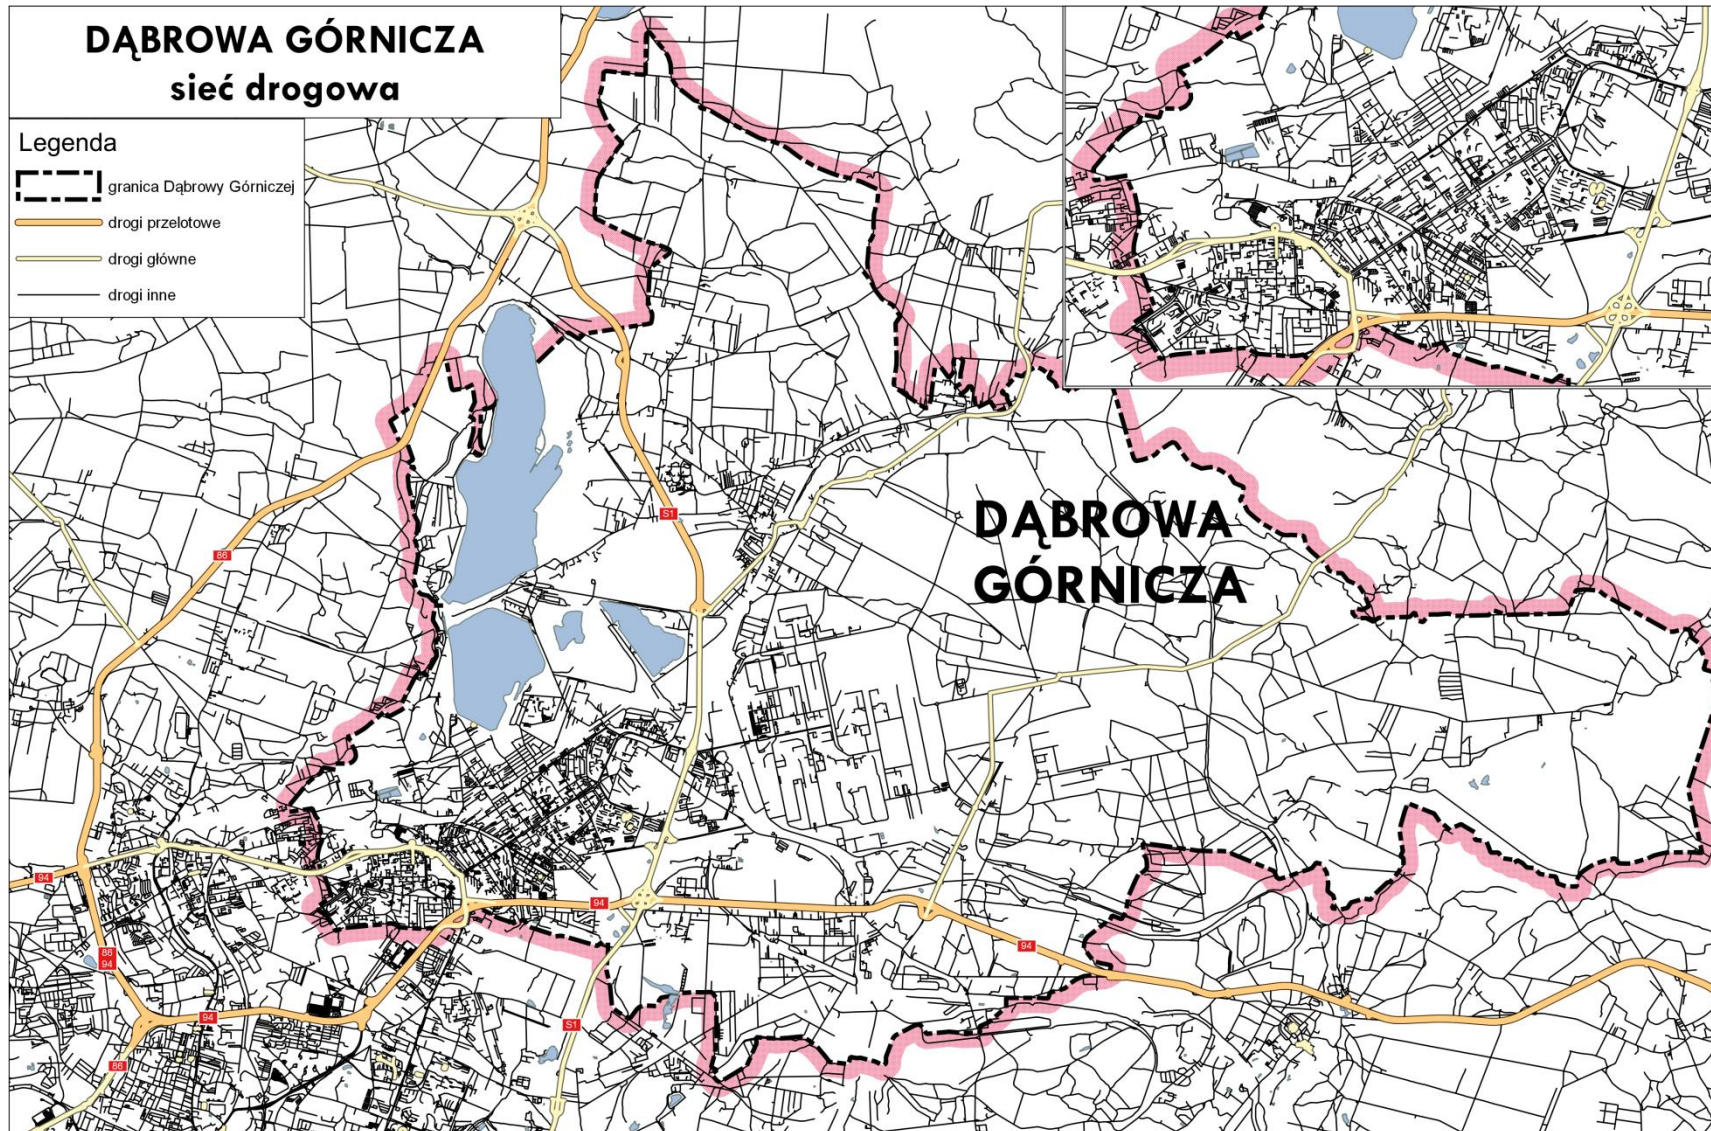 DĄBROWA GÓRNICZA
sieć drogowa
Legenda
granica Dąbrowy Górniczej
drogi przelotowe
drogi główne
drogi inne
S1
86
DĄBROWA
GÓRNICZA
94
94
94
86
94
94
S1
86